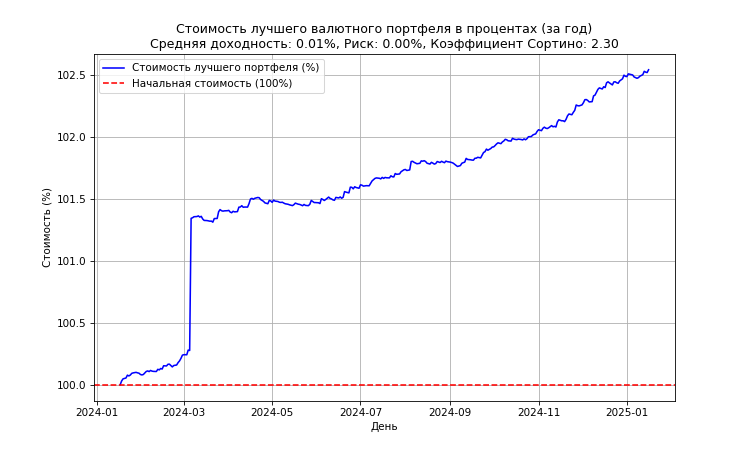 Стоимость лучшего валютного портфеля в процентах (за год)
Средняя доходность: 0.01%, Риск: 0.00%, Коэффициент Сортино: 2.30
Стоимость лучшего портфеля (%)
Начальная стоимость (100%)
Стоимость (%)
102.5
102.0
101.5
101.0
100.5
100.0
2024-01 2024-03 2024-05 2024-07 2024-09 2024-11 2025-01
День